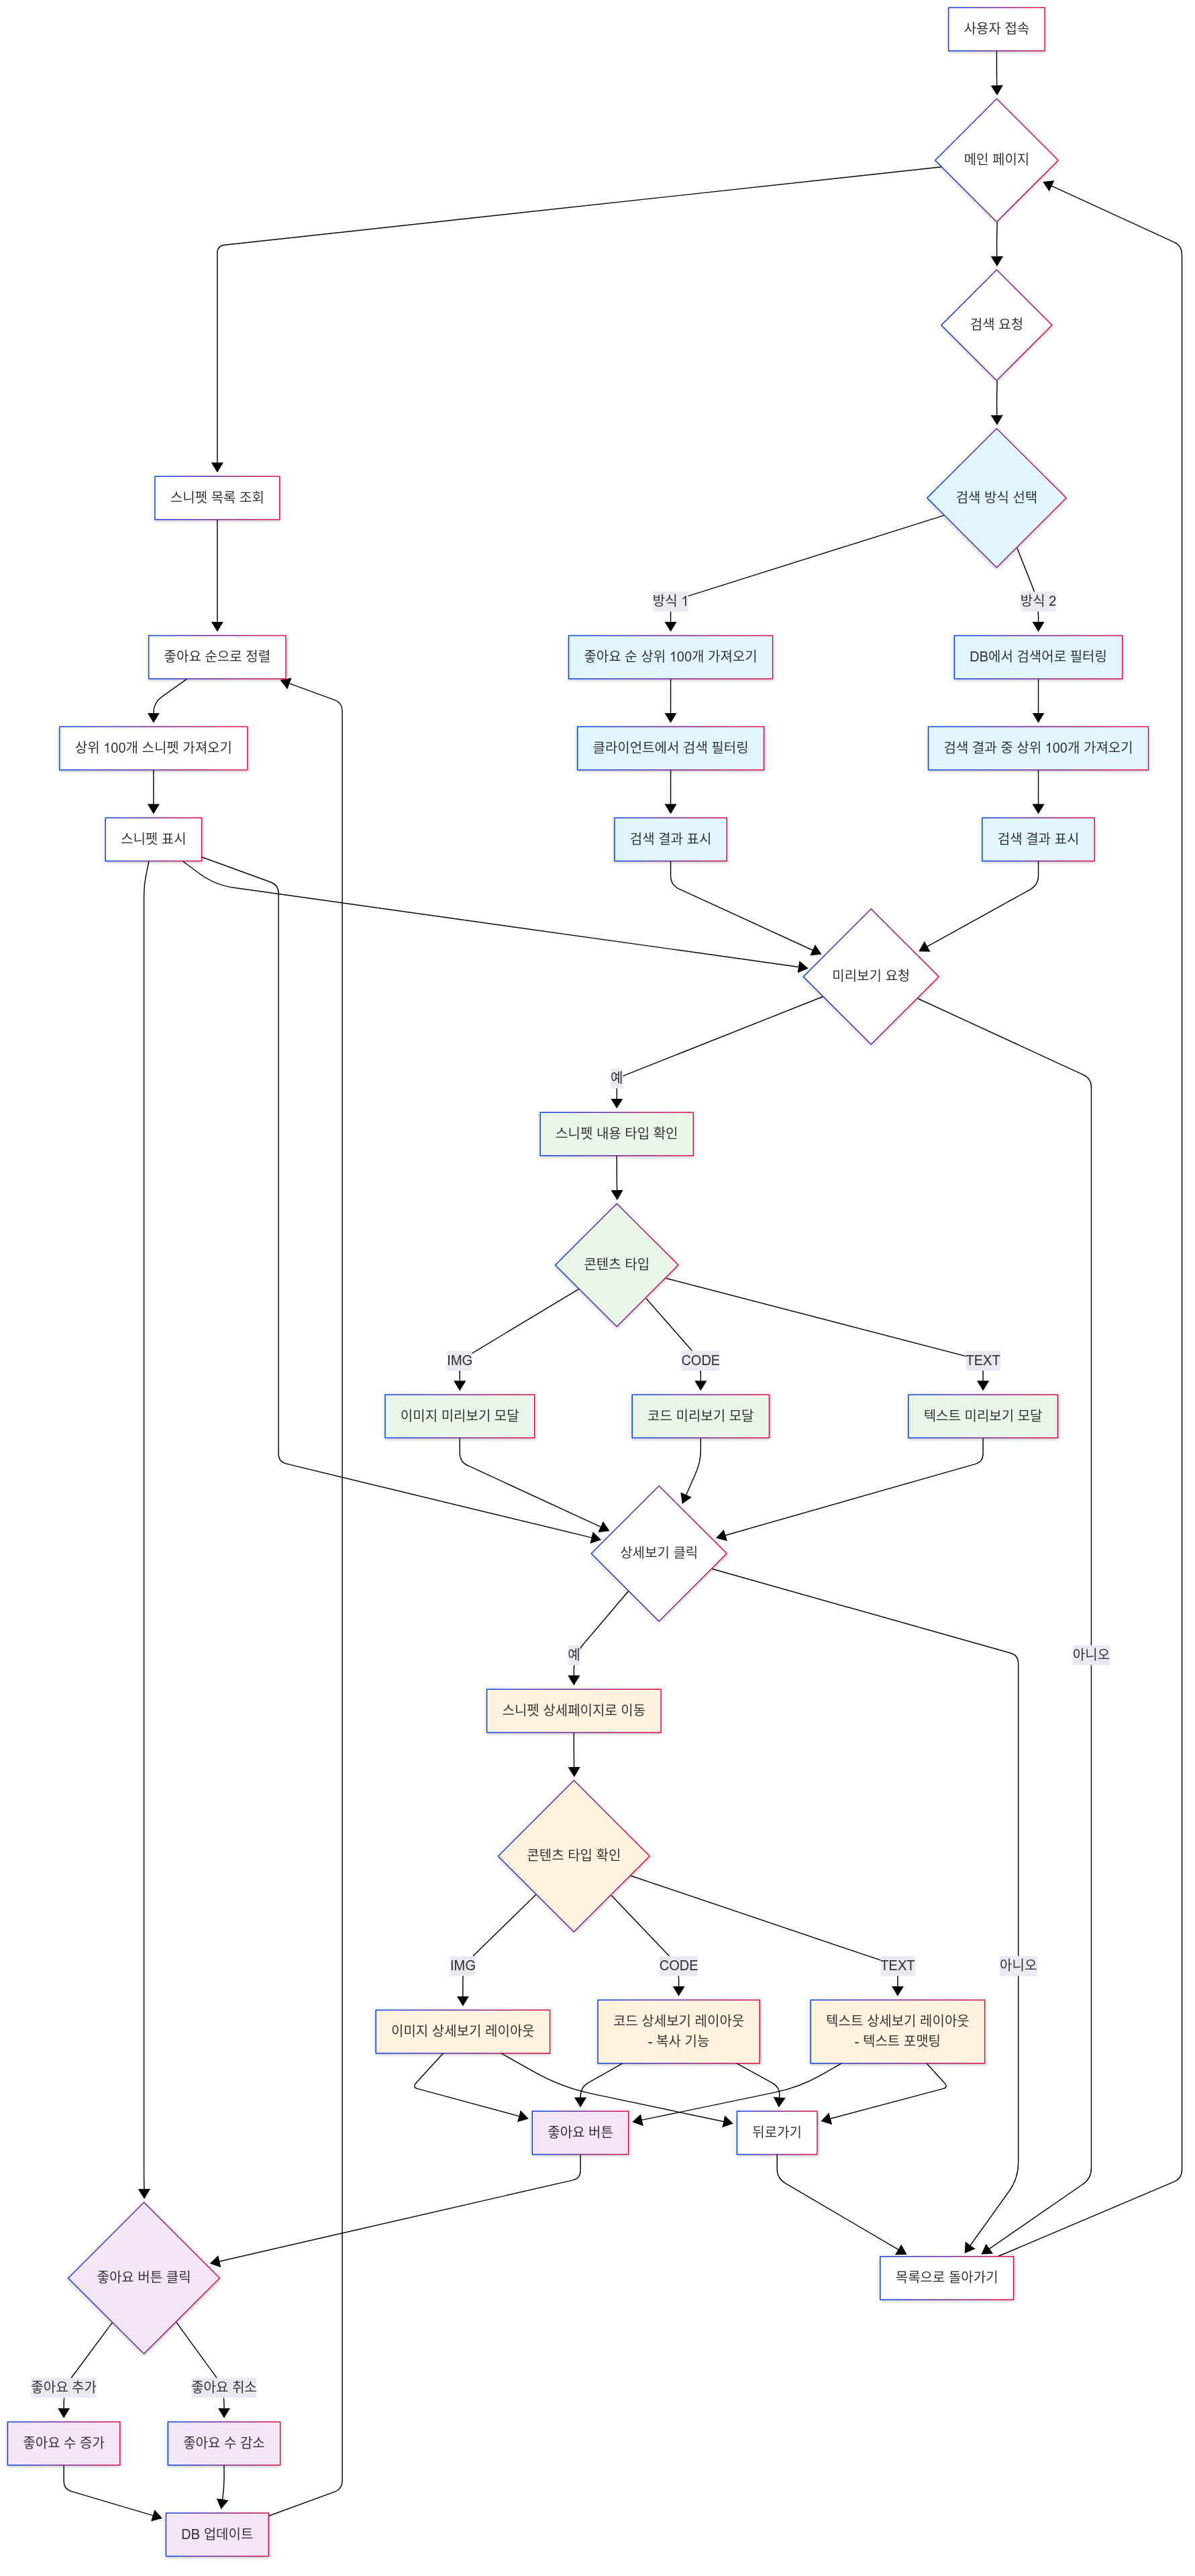 사용자 접속
메인 페이지
검색 요청
스니펫 목록 조회
검색 방식 선택
방식 1
방식 2
좋아요 순으로 정렬
좋아요 순 상위 100개 가져오기
DB에서 검색어로 필터링
상위 100개 스니펫 가져오기
클라이언트에서 검색 필터링
검색 결과 중 상위 100개 가져오기
스니펫 표시
검색 결과 표시
검색 결과 표시
미리보기 요청
예
스니펫 내용 타입 확인
콘텐츠 타입
IMG
CODE
TEXT
이미지 미리보기 모달
코드 미리보기 모달
텍스트 미리보기 모달
상세보기 클릭
예
아니오
스니펫 상세페이지로 이동
콘텐츠 타입 확인
IMG
CODE
TEXT
아니오
이미지 상세보기 레이아웃
코드 상세보기 레이아웃
- 복사 기능
텍스트 상세보기 레이아웃
- 텍스트 포맷팅
좋아요 버튼
뒤로가기
좋아요 버튼 클릭
목록으로 돌아가기
좋아요 추가
좋아요 취소
좋아요 수 증가
좋아요 수 감소
DB 업데이트